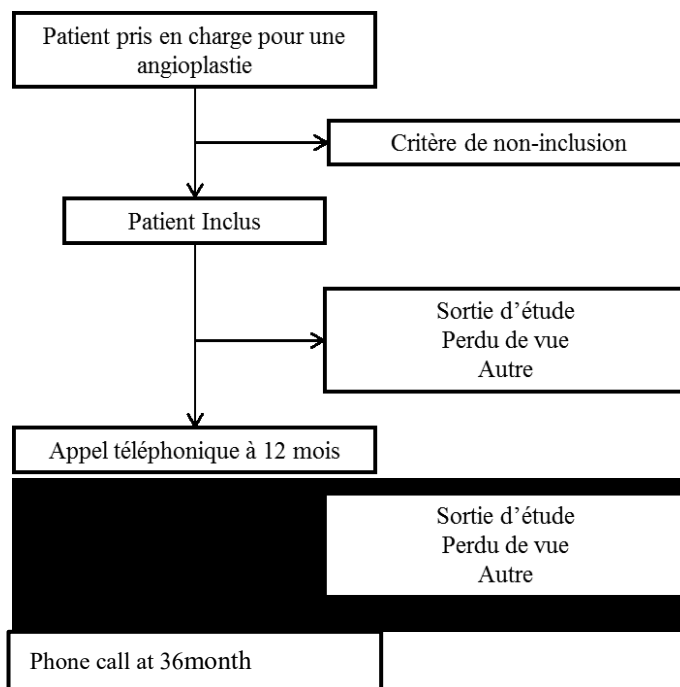 Patient pris en charge pour une
angioplastie
Critère de non-inclusion
Patient Inclus
Sortie d’étude
Perdu de vue
Autre
Appel téléphonique à 12 mois
Sortie d’étude
Perdu de vue
Autre
Phone call at 36month